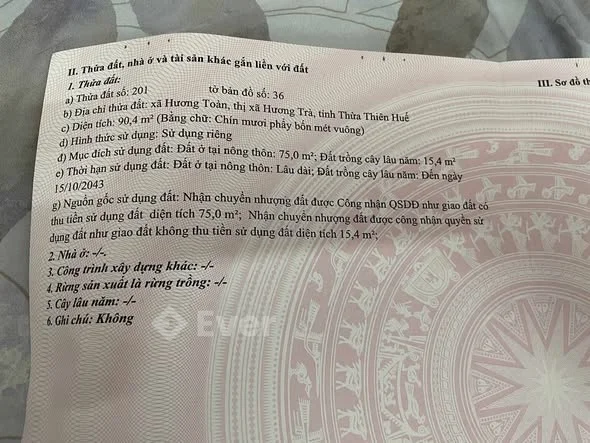 II. Thửa đất, nhà ở và tài sản khác gắn liền với đất
1. Thửa đất:
a) Thửa đất số: 201 tờ bản đồ số: 36
b) Địa chỉ thửa đất: xã Hương Toàn, thị xã Hương Trà, tỉnh Thừa Thiên Huế
c) Diện tích: 90,4 m² (Bằng chữ: Chín mươi phẩy bốn mét vuông)
d) Hình thức sử dụng: Sử dụng riêng
đ) Mục đích sử dụng đất: Đất ở tại nông thôn: 75,0 m²; Đất trồng cây lâu năm: 15,4 m²
e) Thời hạn sử dụng đất: Đất ở tại nông thôn: Lâu dài; Đất trồng cây lâu năm: Đến ngày
15/10/2043
g) Nguồn gốc sử dụng đất: Nhận chuyển nhượng đất được Công nhận QSDĐ như giao đất có
thu tiền sử dụng đất diện tích 75,0 m²; Nhận chuyển nhượng đất được công nhận quyền sử
dụng đất như giao đất không thu tiền sử dụng đất diện tích 15,4 m²;
2. Nhà ở: -/-.
3. Công trình xây dựng khác: -/-
4. Rừng sản xuất là rừng trồng: -/-
5. Cây lâu năm: -/-
6. Ghi chú: Không
III. Sơ đồ th
Ever